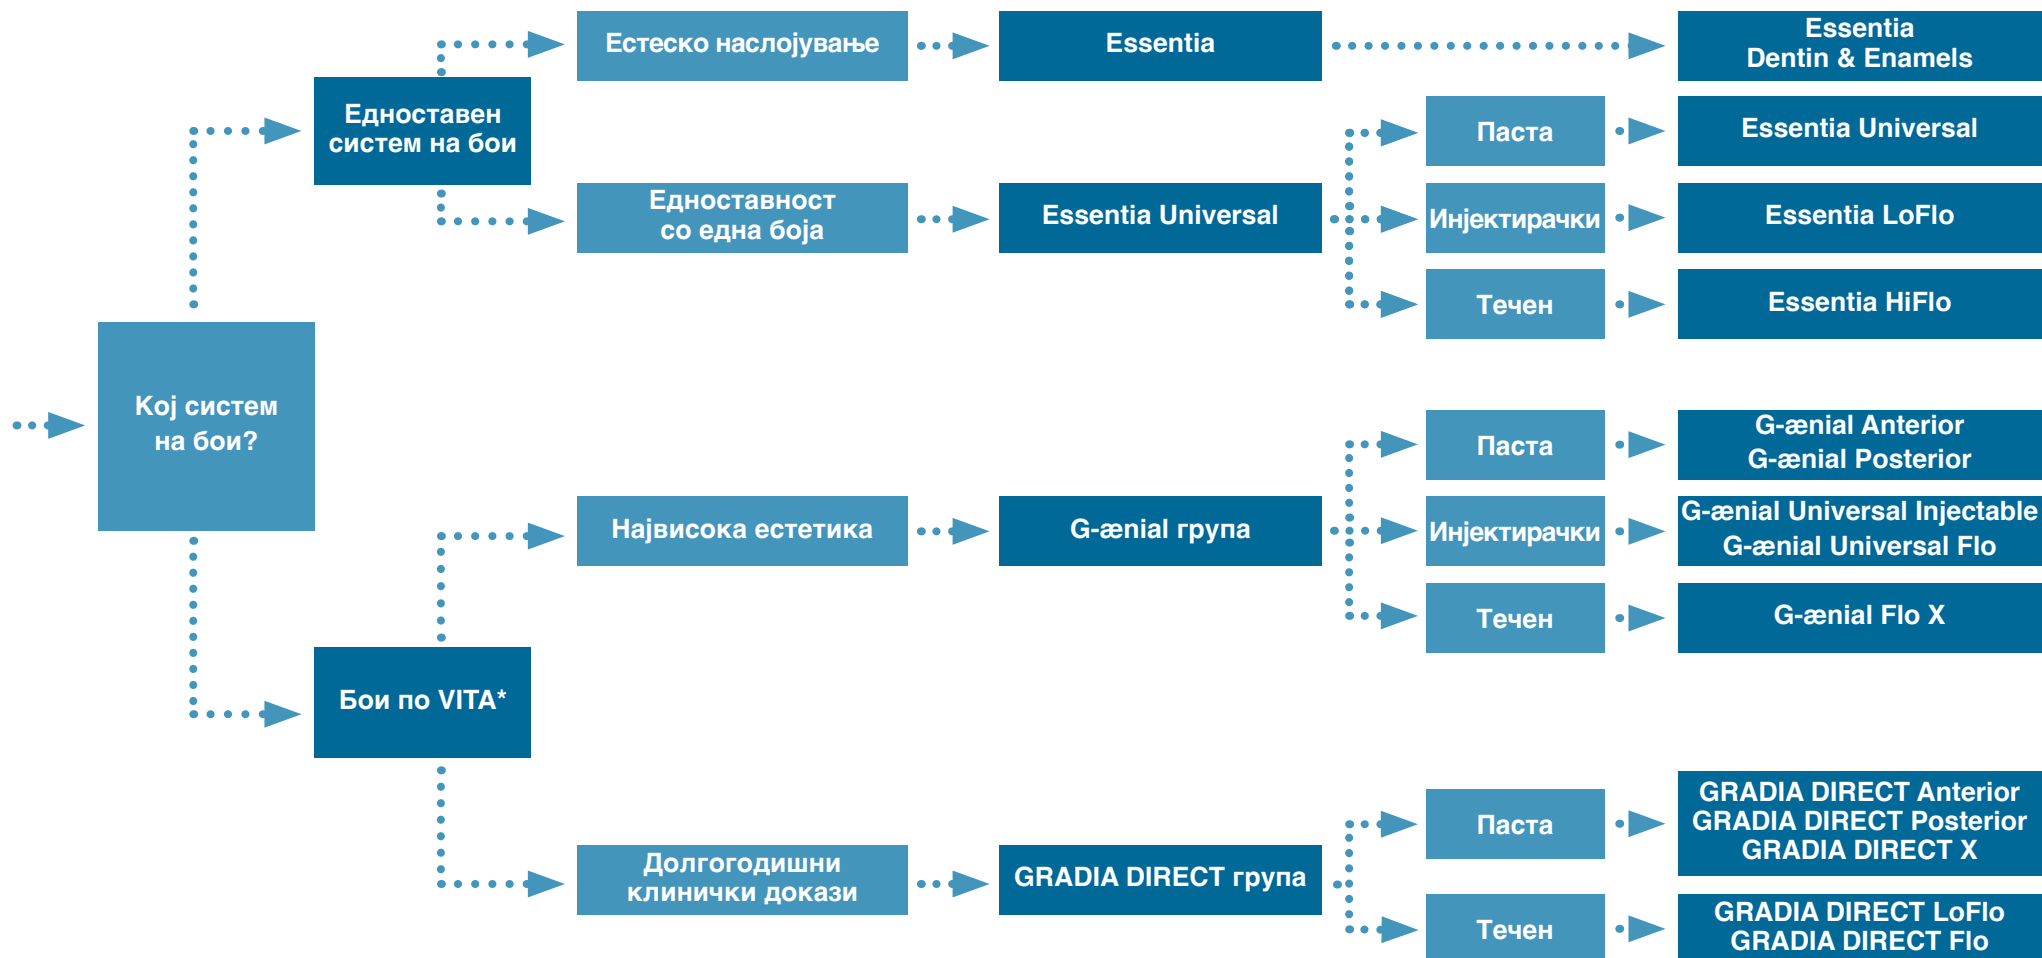 Кој систем
на бои?
Едноставен
систем на бои
Естеско наслојување
Essentia
Essentia
Dentin & Enamels
Едноставност
со една боја
Essentia Universal
Паста
Essentia Universal
Инјектирачки
Essentia LoFlo
Течен
Essentia HiFlo
Бои по VITA*
Највисока естетика
G-ænial група
Паста
G-ænial Anterior
G-ænial Posterior
Инјектирачки
G-ænial Universal Injectable
G-ænial Universal Flo
Течен
G-ænial Flo X
Долгогодишни
клинички докази
GRADIA DIRECT група
Паста
GRADIA DIRECT Anterior
GRADIA DIRECT Posterior
GRADIA DIRECT X
Течен
GRADIA DIRECT LoFlo
GRADIA DIRECT Flo